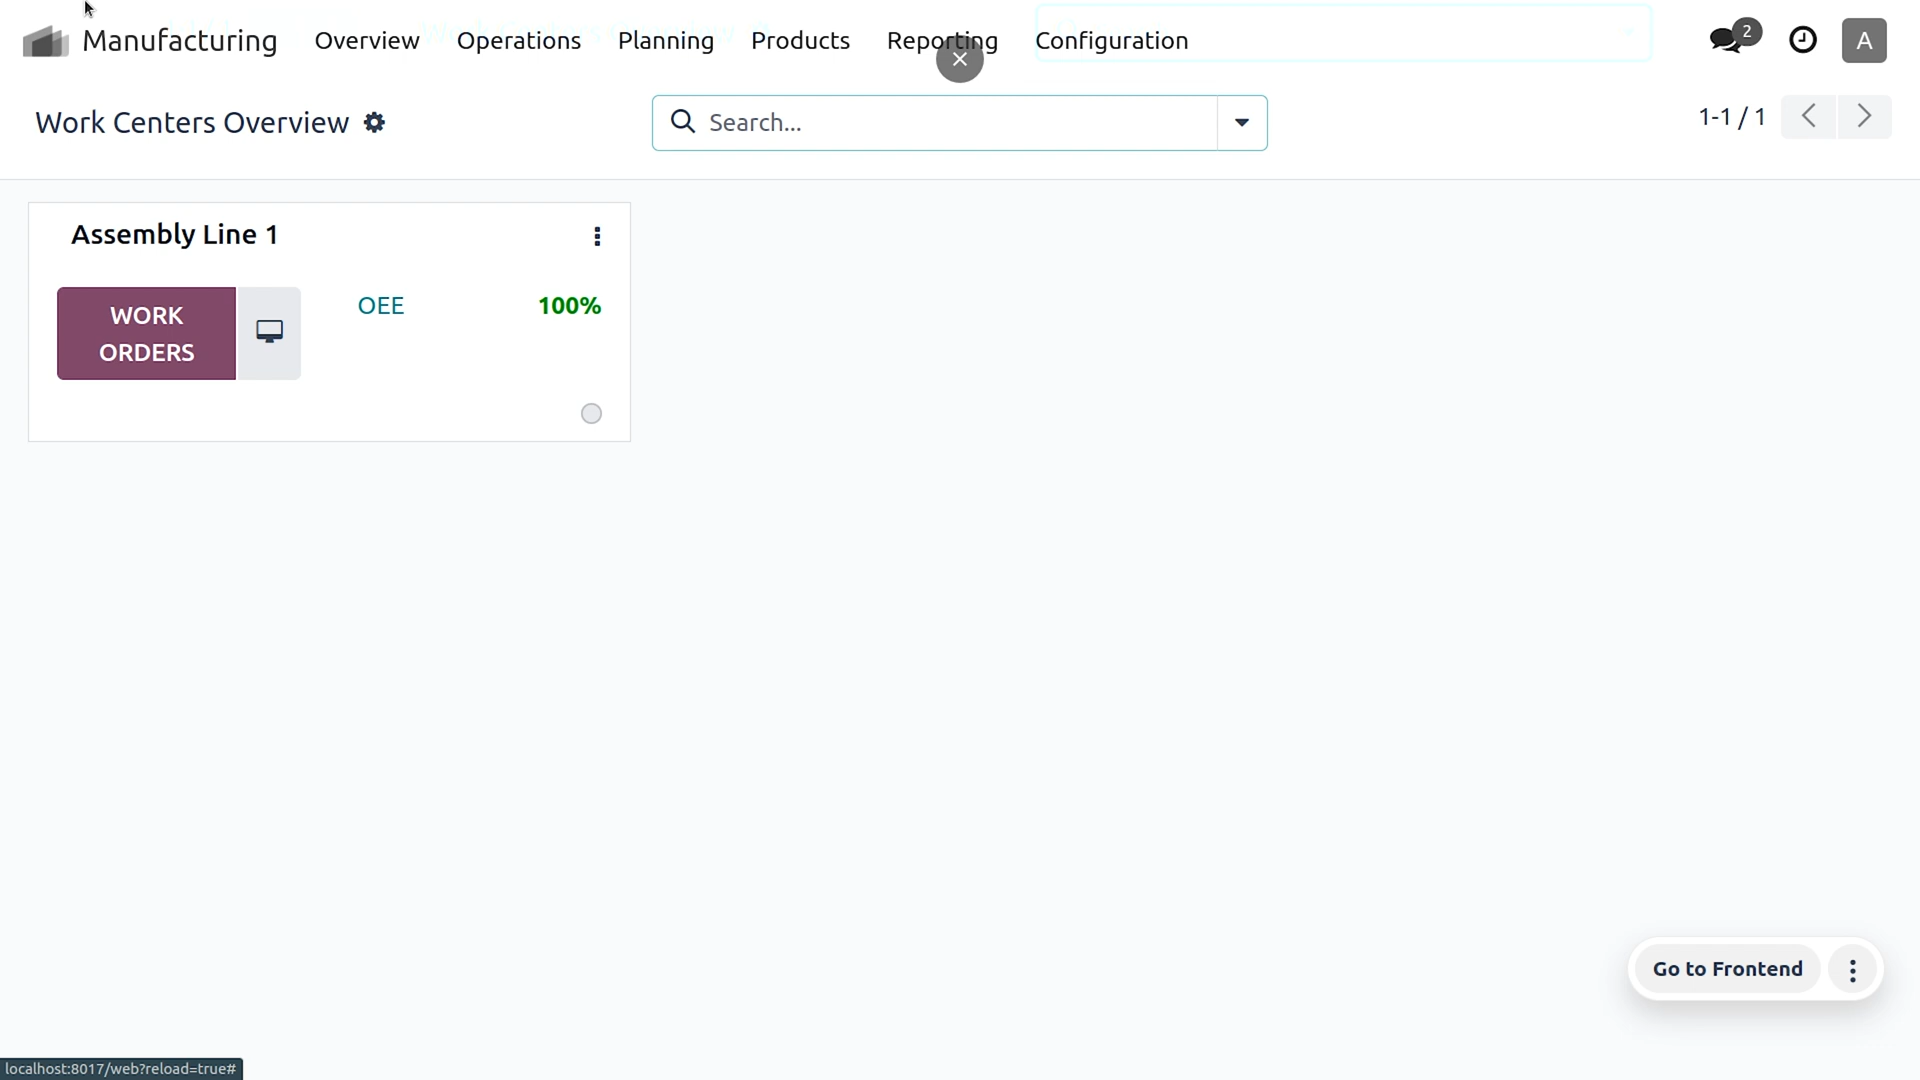 Manufacturing Overview Operations Planning Products Reporting Configuration 2 A
Work Centers Overview Search... 1-1 / 1
Assembly Line 1
WORK
ORDERS
OEE 100%
Go to Frontend
localhost:8017/web?reload=true#